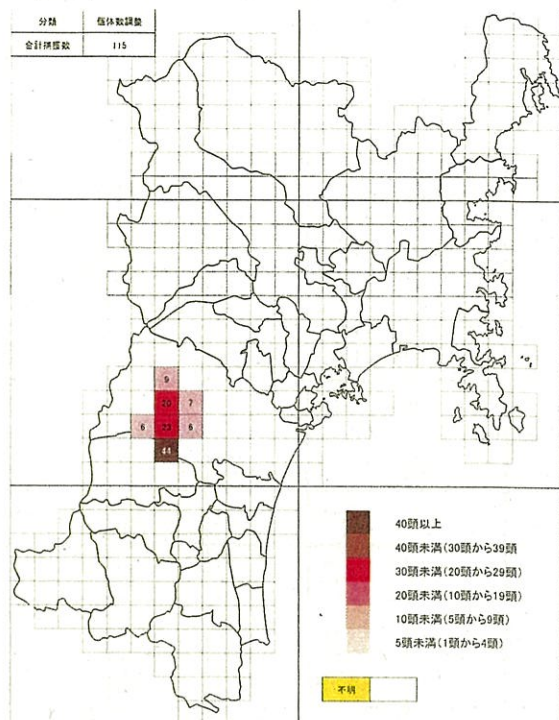 分類 個体数調整
合計捕獲数 115
9
20 7
6 23 6
44
40頭以上
40頭未満(30頭から39頭
30頭未満(20頭から29頭)
20頭未満(10頭から19頭)
10頭未満(5頭から9頭)
5頭未満(1頭から4頭)
不明